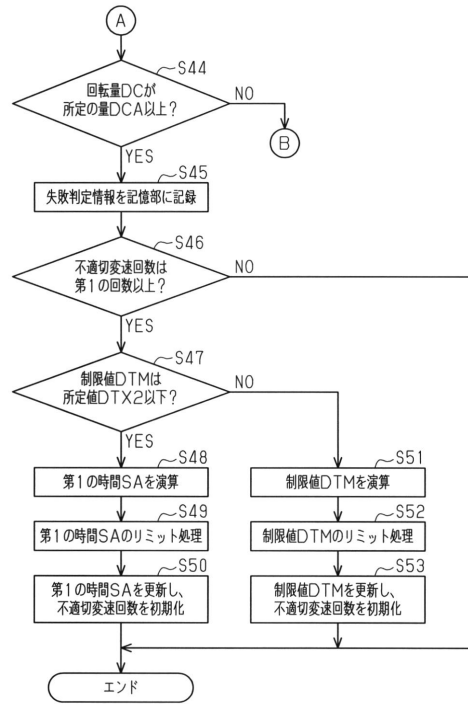 A
S44
回転量DCが
所定の量DCA以上?
NO
B
YES
S45
失敗判定情報を記憶部に記録
S46
不適切変速回数は
第1の回数以上?
NO
YES
S47
制限値DTMは
所定値DTX2以下?
NO
YES
S48
第1の時間SAを演算
S51
制限値DTMを演算
S49
第1の時間SAのリミット処理
S52
制限値DTMのリミット処理
S50
第1の時間SAを更新し、
不適切変速回数を初期化
S53
制限値DTMを更新し、
不適切変速回数を初期化
エンド